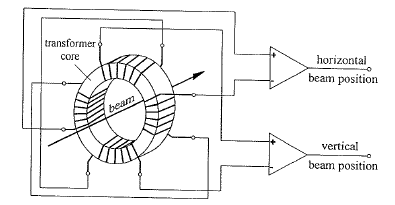 transformer
core
beam
+
-
horizontal
beam position
+
-
vertical
beam position